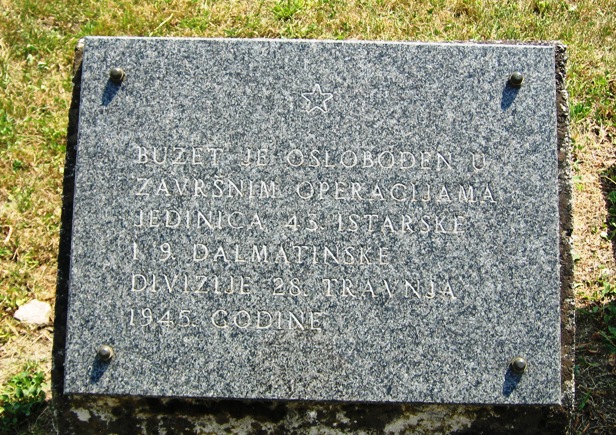 BUZET JE OSLOBOĐEN U
ZAVRŠNIM OPERACIJAMA
JEDINICA 43. ISTARSKE
I 9. DALMATINSKE
DIVIZIJE 28. TRAVNJA
1945. GODINE